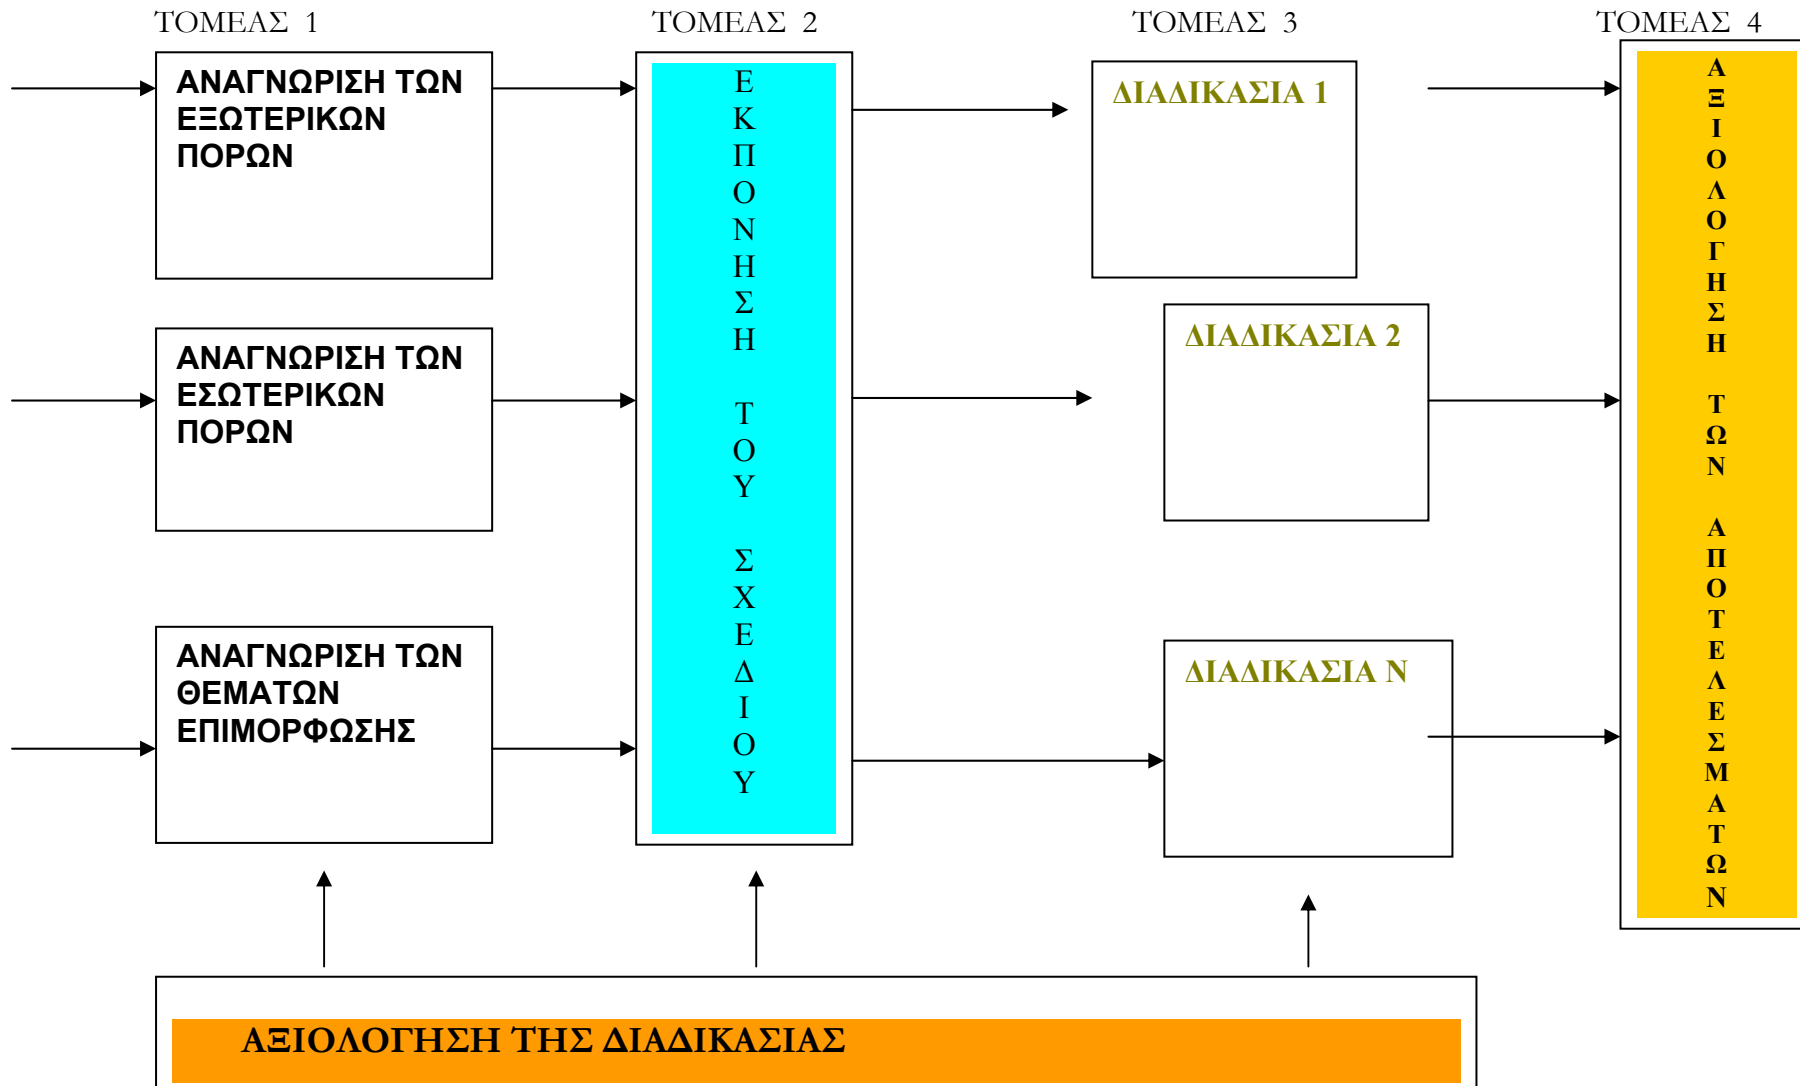 ΤΟΜΕΑΣ 1
ΤΟΜΕΑΣ 2
ΤΟΜΕΑΣ 3
ΤΟΜΕΑΣ 4
ΑΝΑΓΝΩΡΙΣΗ ΤΩΝ
ΕΞΩΤΕΡΙΚΩΝ
ΠΟΡΩΝ
ΑΝΑΓΝΩΡΙΣΗ ΤΩΝ
ΕΣΩΤΕΡΙΚΩΝ
ΠΟΡΩΝ
ΑΝΑΓΝΩΡΙΣΗ ΤΩΝ
ΘΕΜΑΤΩΝ
ΕΠΙΜΟΡΦΩΣΗΣ
ΕΚΠΟΝΗΣΗ ΤΟΥ ΣΧΕΔΙΟΥ
ΔΙΑΔΙΚΑΣΙΑ 1
ΔΙΑΔΙΚΑΣΙΑ 2
ΔΙΑΔΙΚΑΣΙΑ Ν
ΑΞΙΟΛΟΓΗΣΗ ΤΩΝ ΑΠΟΤΕΛΕΣΜΑΤΩΝ
ΑΞΙΟΛΟΓΗΣΗ ΤΗΣ ΔΙΑΔΙΚΑΣΙΑΣ